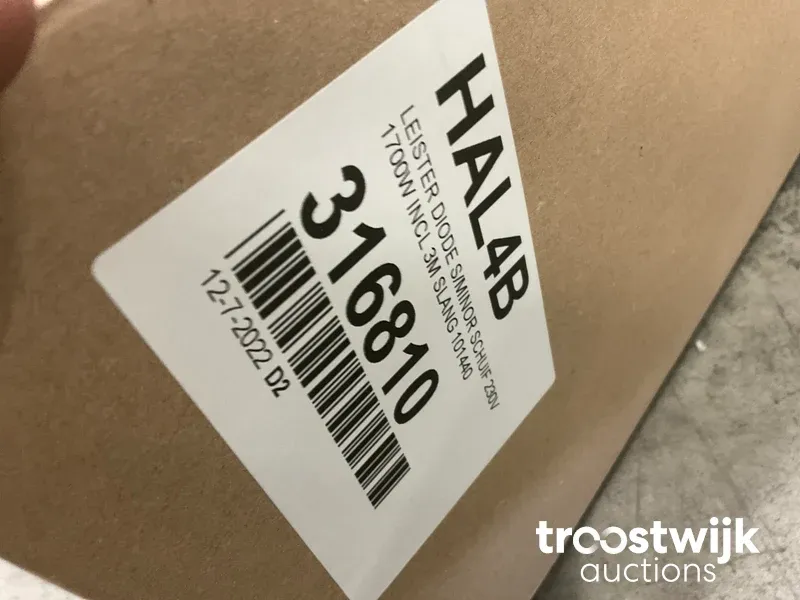 HAL4B
LEISTER DIODE S/MINOR SCHUIF 230V
1700W INCL 3M SLANG 101440
316810
12-7-2022 D2
troostwijk
auctions